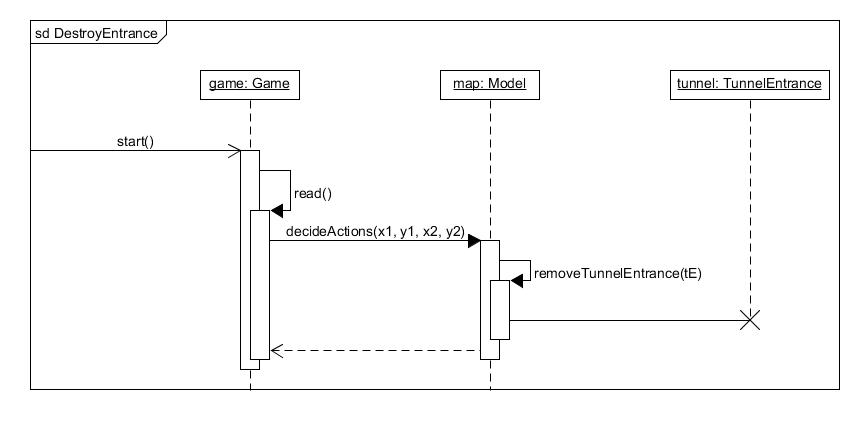 sd DestroyEntrance
game: Game
map: Model
tunnel: TunnelEntrance
start()
read()
decideActions(x1, y1, x2, y2)
removeTunnelEntrance(tE)